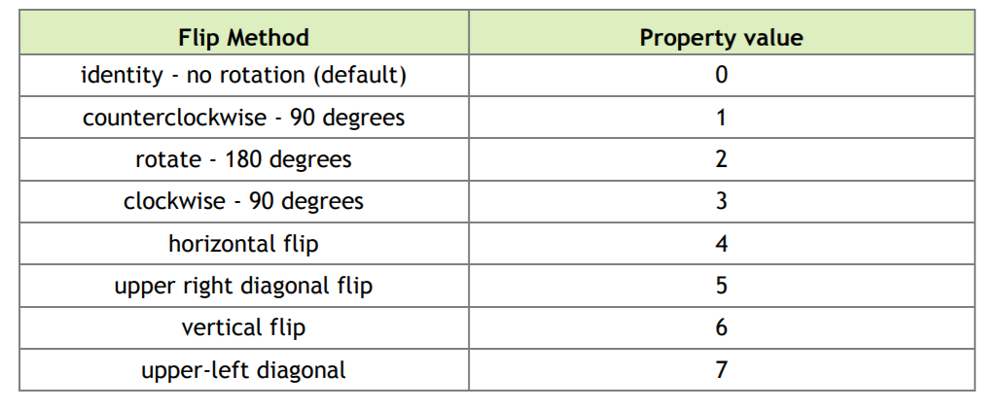 Flip Method Property value
identity - no rotation (default) 0
counterclockwise - 90 degrees 1
rotate - 180 degrees 2
clockwise - 90 degrees 3
horizontal flip 4
upper right diagonal flip 5
vertical flip 6
upper-left diagonal 7